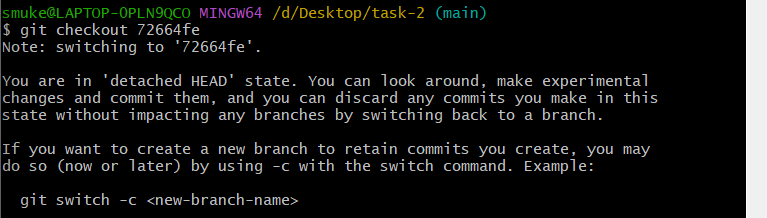 smuke@LAPTOP-0PLN9QCO MINGW64 /d/Desktop/task-2 (main)
$ git checkout 72664fe
Note: switching to '72664fe'.
You are in 'detached HEAD' state. You can look around, make experimental
changes and commit them, and you can discard any commits you make in this
state without impacting any branches by switching back to a branch.
If you want to create a new branch to retain commits you create, you may
do so (now or later) by using -c with the switch command. Example:
git switch -c <new-branch-name>